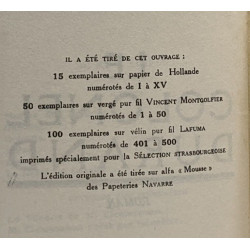 IL A ÉTÉ TIRÉ DE CET OUVRAGE :
15 exemplaires sur papier de Hollande
numérotés de I à XV
50 exemplaires sur vergé pur fil VINCENT MONTGOLFIER
numérotés de 1 à 50
100 exemplaires sur vélin pur fil LAFUMA
numérotés de 401 à 500
imprimés spécialement pour la SÉLECTION STRASBOURGEOISE
L'édition originale a été tirée sur alfa « Mousse »
des Papeteries NAVARRE